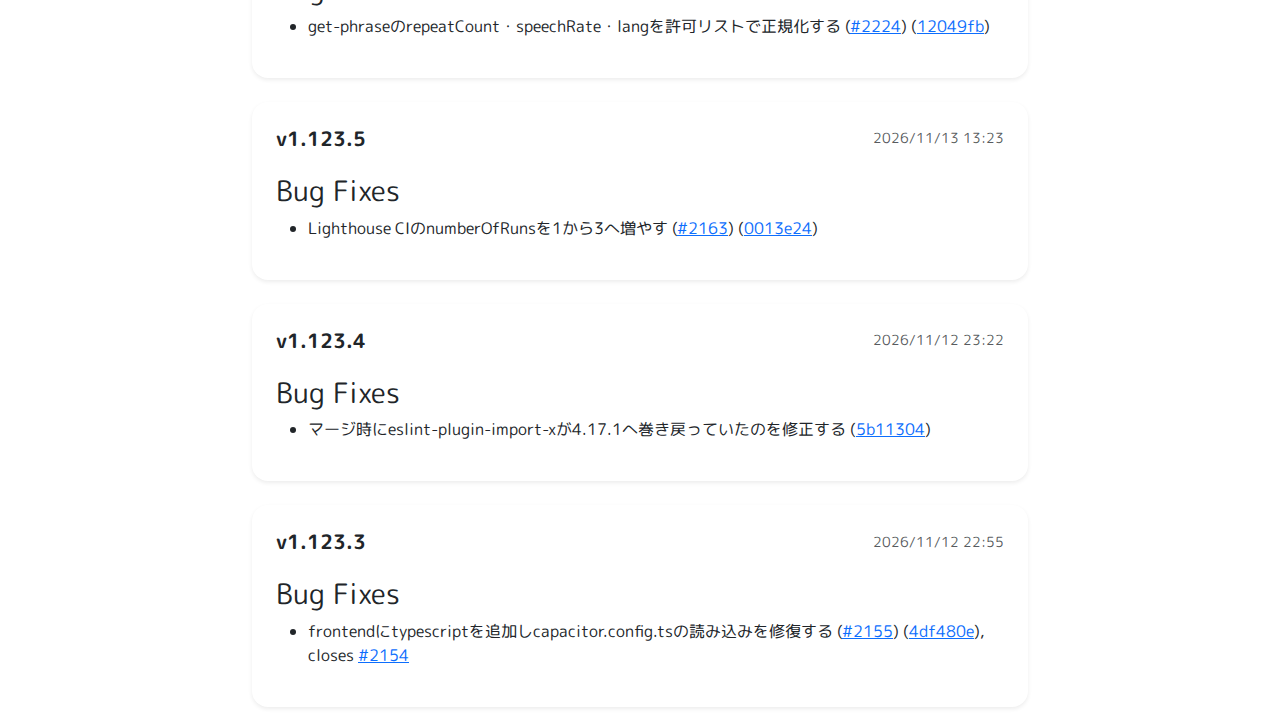 get-phraseのrepeatCount・speechRate・langを許可リストで正規化する (#2224) (12049fb)
v1.123.5
2026/11/13 13:23
Bug Fixes
Lighthouse CIのnumberOfRunsを1から3へ増やす (#2163) (0013e24)
v1.123.4
2026/11/12 23:22
Bug Fixes
マージ時にeslint-plugin-import-xが4.17.1へ巻き戻っていたのを修正する (5b11304)
v1.123.3
2026/11/12 22:55
Bug Fixes
frontendにtypescriptを追加しcapacitor.config.tsの読み込みを修復する (#2155) (4df480e),
closes #2154